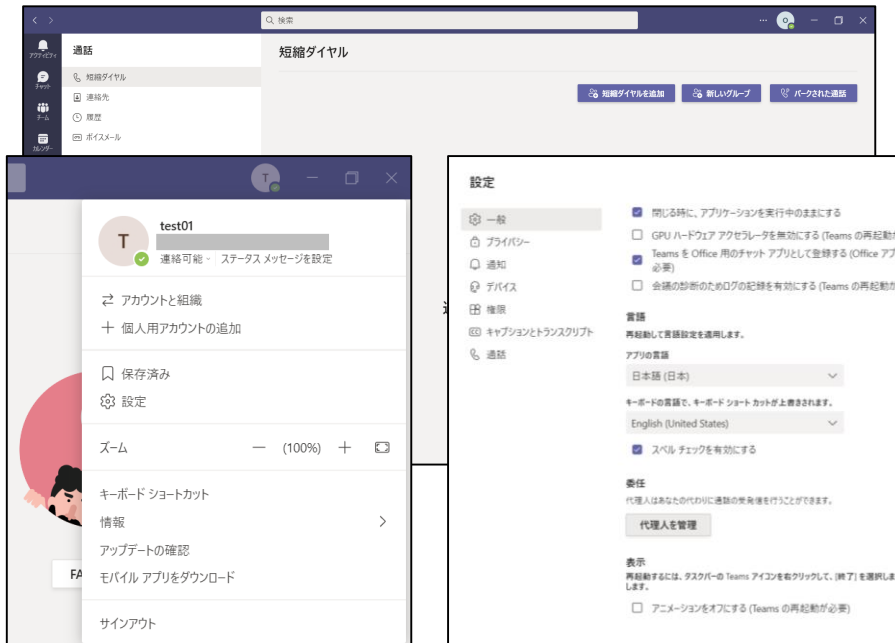 検索
アクティビティ
通話
短縮ダイヤル
短縮ダイヤル
チャット
連絡先
短縮ダイヤルを追加
新しいグループ
パークされた通話
チーム
履歴
カレンダー
ボイスメール
T
test01
T
連絡可能
ステータス メッセージを設定
アカウントと組織
個人用アカウントの追加
保存済み
設定
ズーム
(100%)
キーボード ショートカット
情報
アップデートの確認
FA
モバイル アプリをダウンロード
サインアウト
設定
一般
プライバシー
通知
デバイス
権限
キャプションとトランスクリプト
通話
閉じる時に、アプリケーションを実行中のままにする
GPU ハードウェア アクセラレータを無効にする (Teams の再起動が
Teams を Office 用のチャット アプリとして登録する (Office アプ
必要)
会議の診断のためログの記録を有効にする (Teams の再起動が
言語
再起動して言語設定を適用します。
アプリの言語
日本語 (日本)
キーボードの言語で、キーボード ショートカットが上書きされます。
English (United States)
スペル チェックを有効にする
委任
代理人はあなたの代わりに通話の受発信を行うことができます。
代理人を管理
表示
再起動するには、タスクバーの Teams アイコンを右クリックして、[終了] を選択しま
します。
アニメーションをオフにする (Teams の再起動が必要)